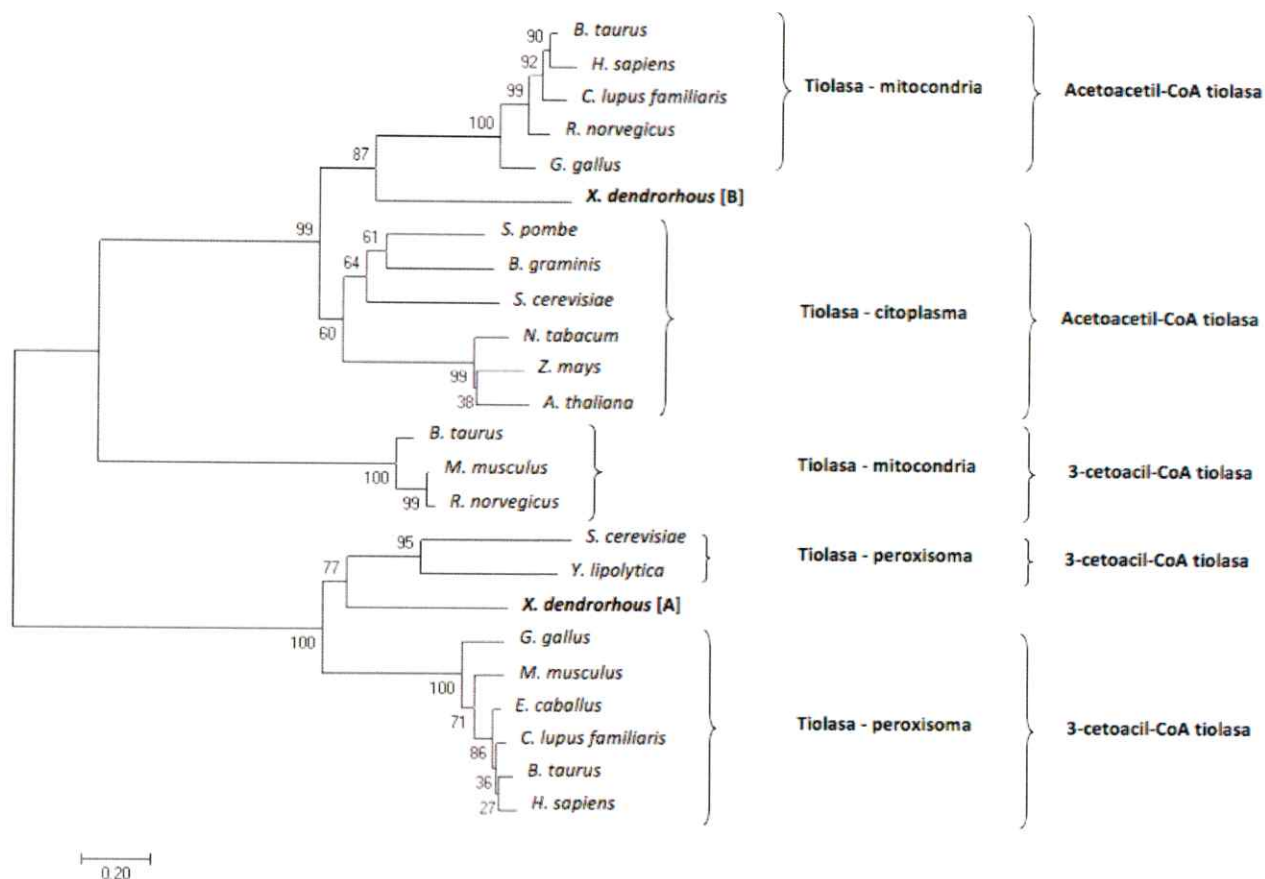 90
B. taurus
92
H. sapiens
99
C. lupus familiaris
Tiolasa - mitocondria
Acetoacetil-CoA tiolasa
100
R. norvegicus
87
G. gallus
X. dendrorhous [B]
99
61
S. pombe
64
B. graminis
S. cerevisiae
Tiolasa - citoplasma
Acetoacetil-CoA tiolasa
60
N. tabacum
99
Z. mays
38
A. thaliana
B. taurus
100
M. musculus
Tiolasa - mitocondria
3-cetoacil-CoA tiolasa
99
R. norvegicus
95
S. cerevisiae
Tiolasa - peroxisoma
3-cetoacil-CoA tiolasa
77
Y. lipolytica
X. dendrorhous [A]
100
G. gallus
100
M. musculus
71
E. caballus
Tiolasa - peroxisoma
3-cetoacil-CoA tiolasa
86
C. lupus familiaris
36
B. taurus
27
H. sapiens
0.20